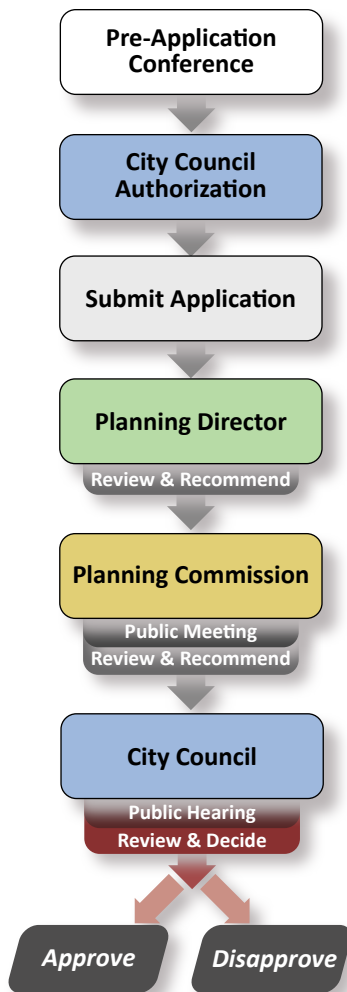 Pre-Application
Conference
City Council
Authorization
Submit Application
Planning Director
Review & Recommend
Planning Commission
Public Meeting
Review & Recommend
City Council
Public Hearing
Review & Decide
Approve
Disapprove